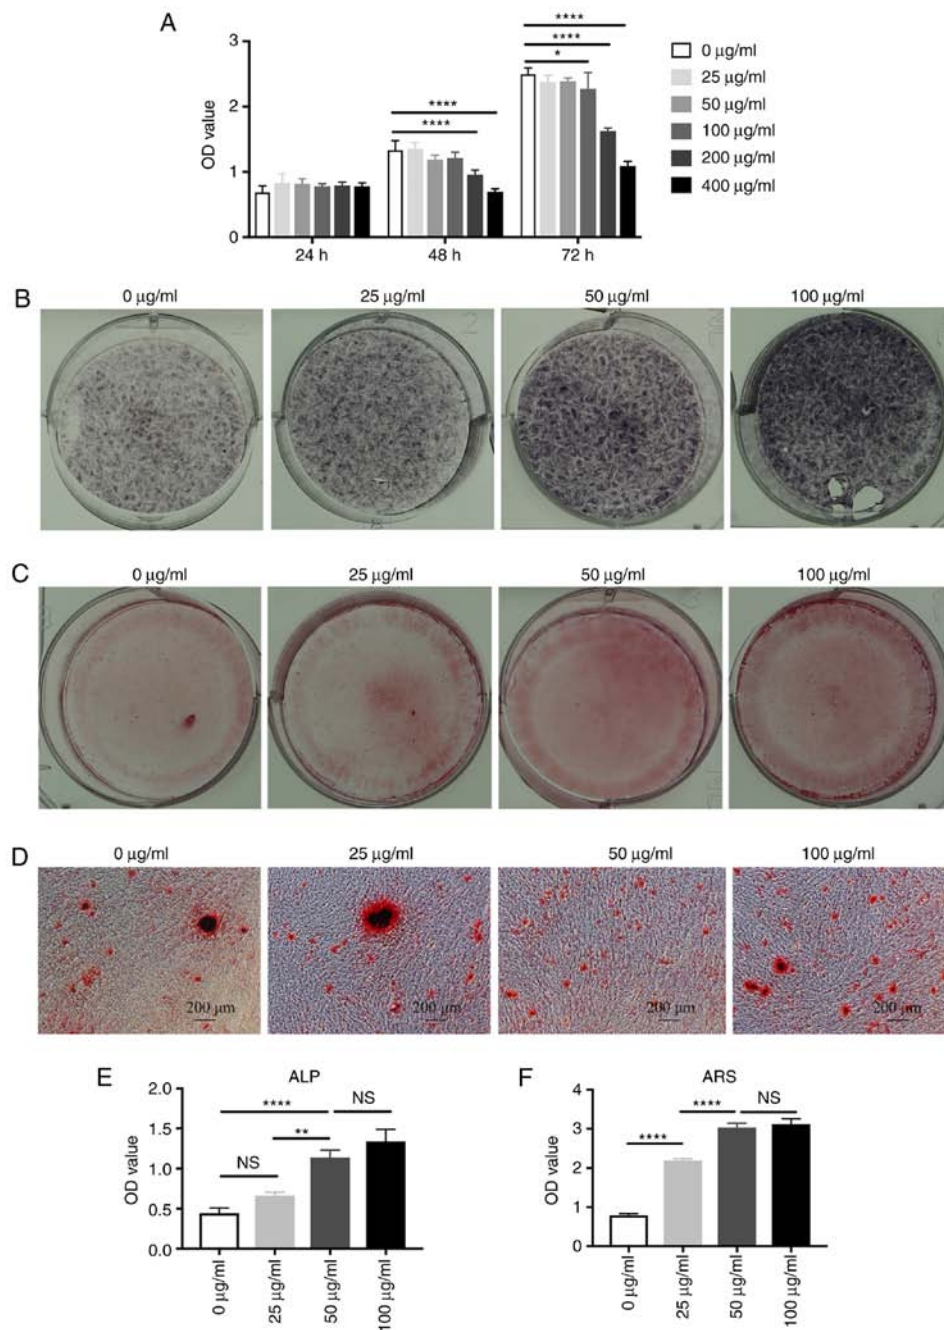 A
OD value
3
2
1
0
24 h
48 h
72 h
****
****
****
****
*
0 µg/ml
25 µg/ml
50 µg/ml
100 µg/ml
200 µg/ml
400 µg/ml
B
0 µg/ml 25 µg/ml 50 µg/ml 100 µg/ml
C
0 µg/ml 25 µg/ml 50 µg/ml 100 µg/ml
D
0 µg/ml 25 µg/ml 50 µg/ml 100 µg/ml
200 µm 200 µm 200 µm 200 µm
E
ALP
OD value
2.0
1.5
1.0
0.5
0.0
**** NS
**
NS
0 µg/ml
25 µg/ml
50 µg/ml
100 µg/ml
F
ARS
OD value
4
3
2
1
0
**** NS
****
0 µg/ml
25 µg/ml
50 µg/ml
100 µg/ml